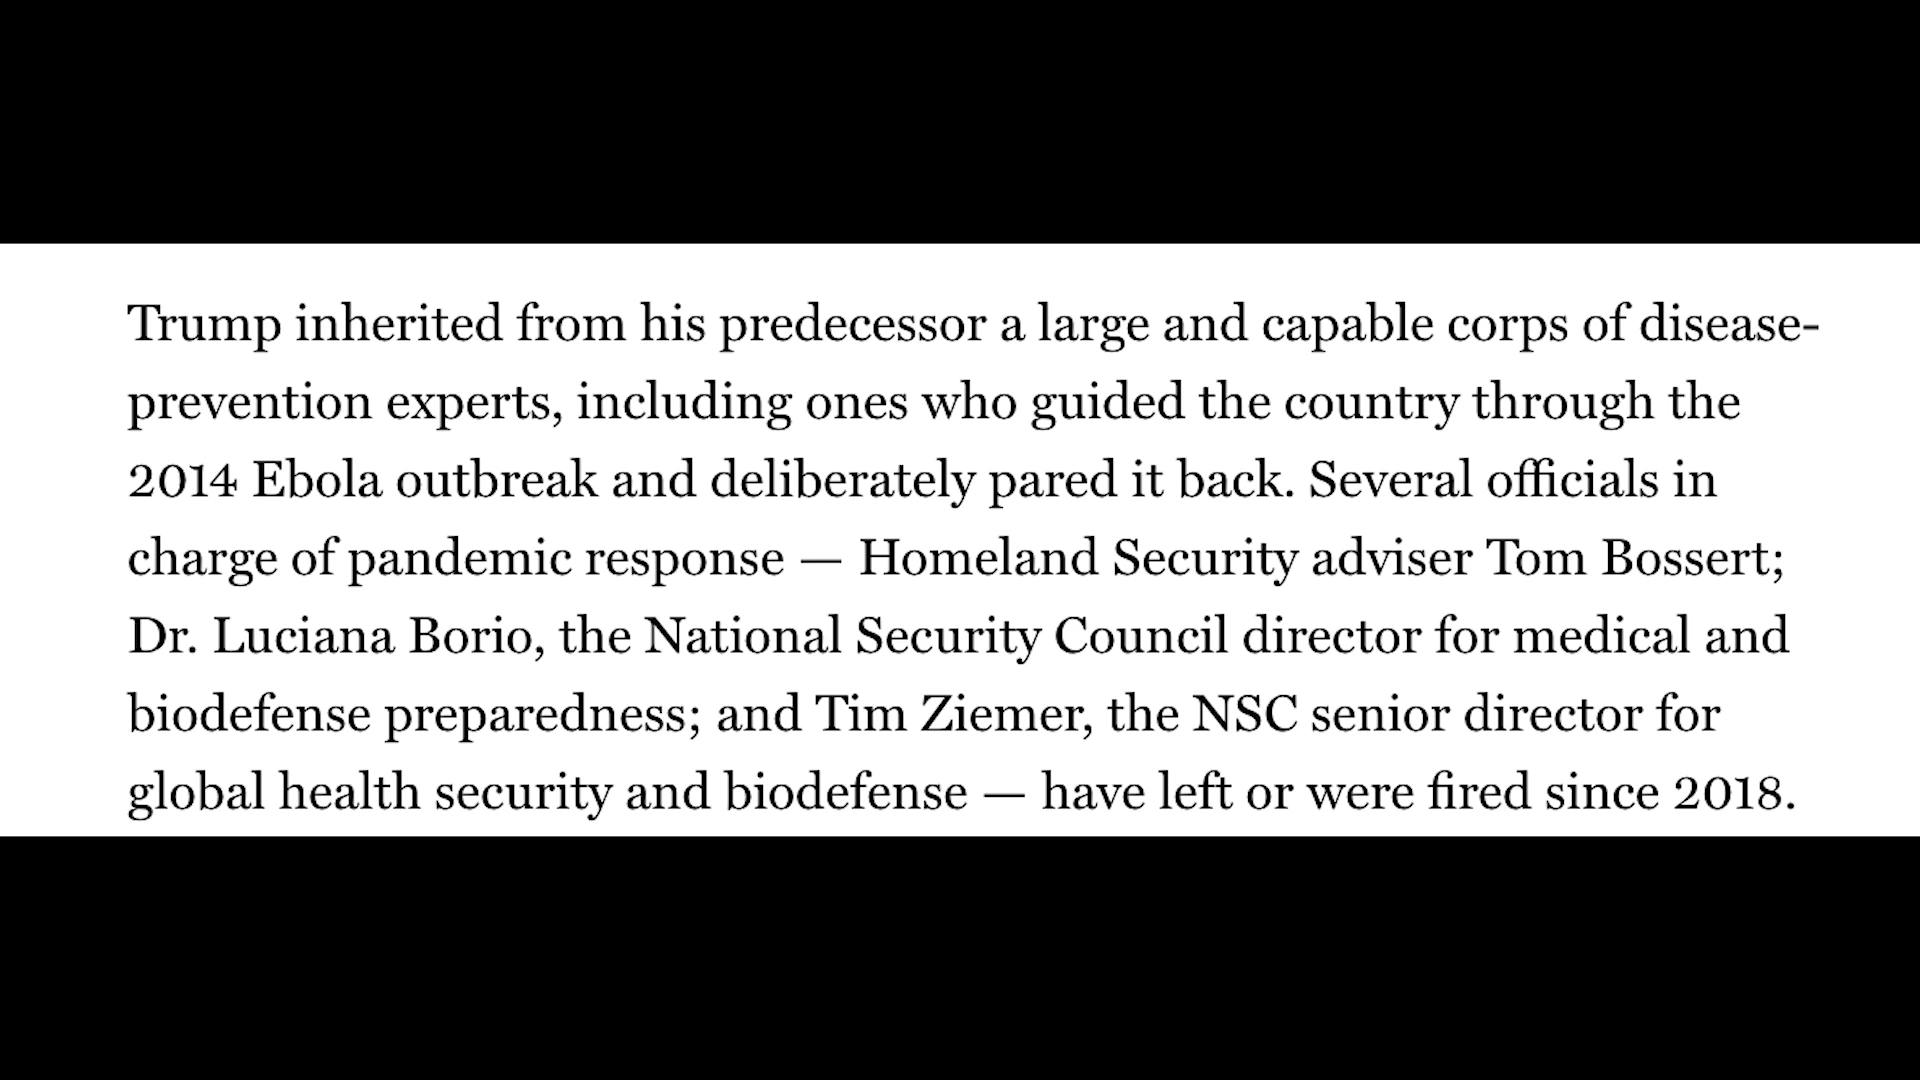 Trump inherited from his predecessor a large and capable corps of disease-
prevention experts, including ones who guided the country through the
2014 Ebola outbreak and deliberately pared it back. Several officials in
charge of pandemic response — Homeland Security adviser Tom Bossert;
Dr. Luciana Borio, the National Security Council director for medical and
biodefense preparedness; and Tim Ziemer, the NSC senior director for
global health security and biodefense — have left or were fired since 2018.